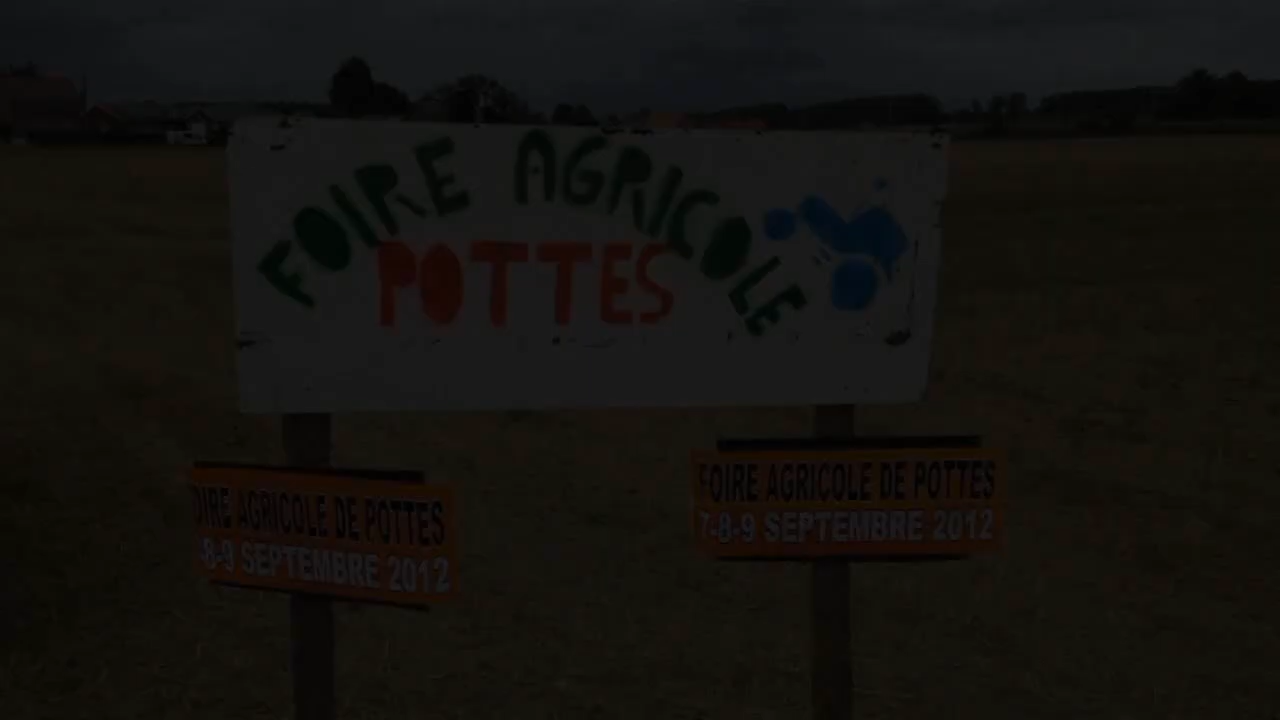 FOIRE AGRICOLE
POTTES
OIRE AGRICOLE DE POTTES
-8-9 SEPTEMBRE 2012
FOIRE AGRICOLE DE POTTES
7-8-9 SEPTEMBRE 2012